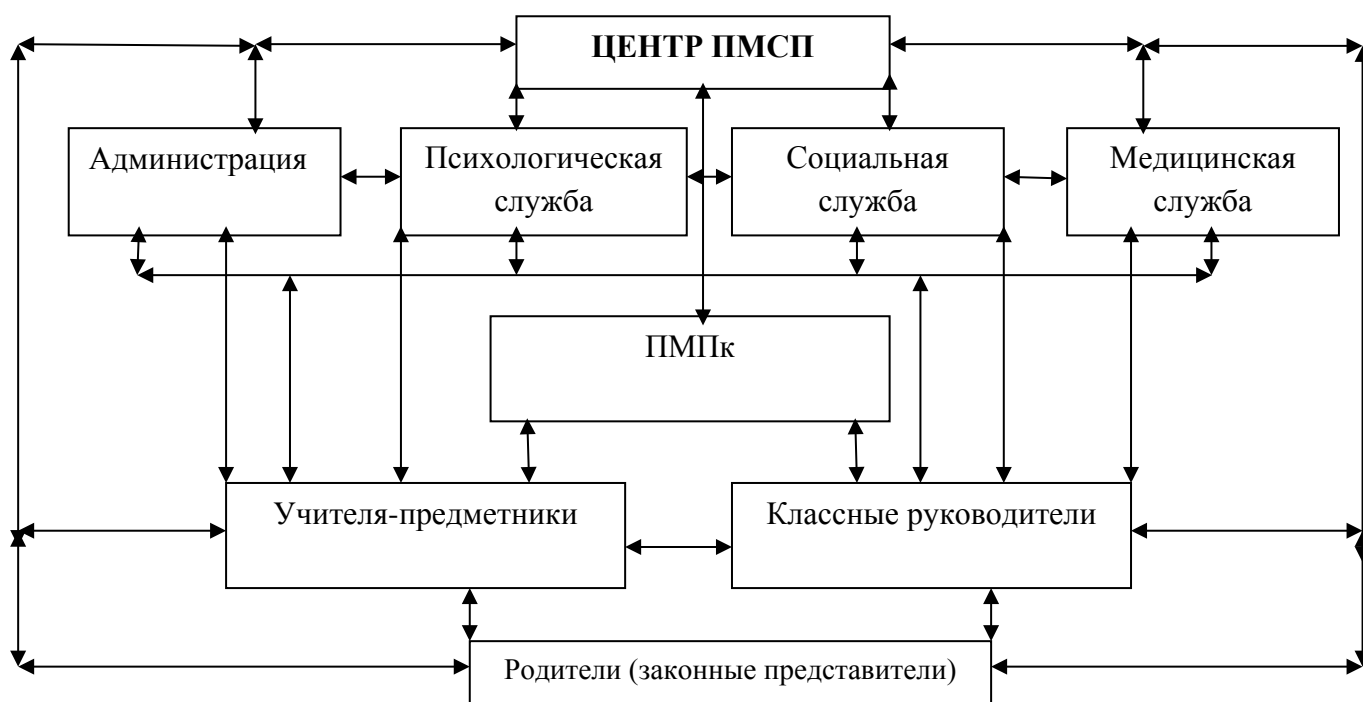 ЦЕНТР ПМСП
Администрация
Психологическая
служба
Социальная
служба
Медицинская
служба
ПМПк
Учителя-предметники
Классные руководители
Родители (законные представители)